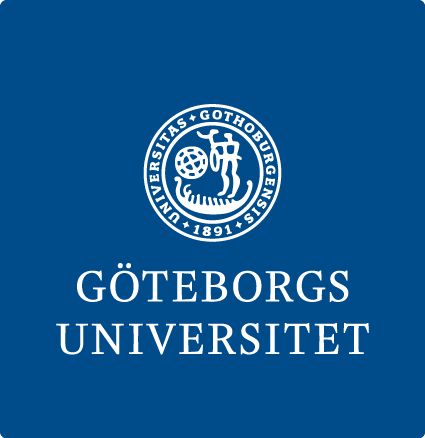 UNIVERSITAS + GOTHOBURGENSIS + 1891 +
GÖTEBORGS
UNIVERSITET